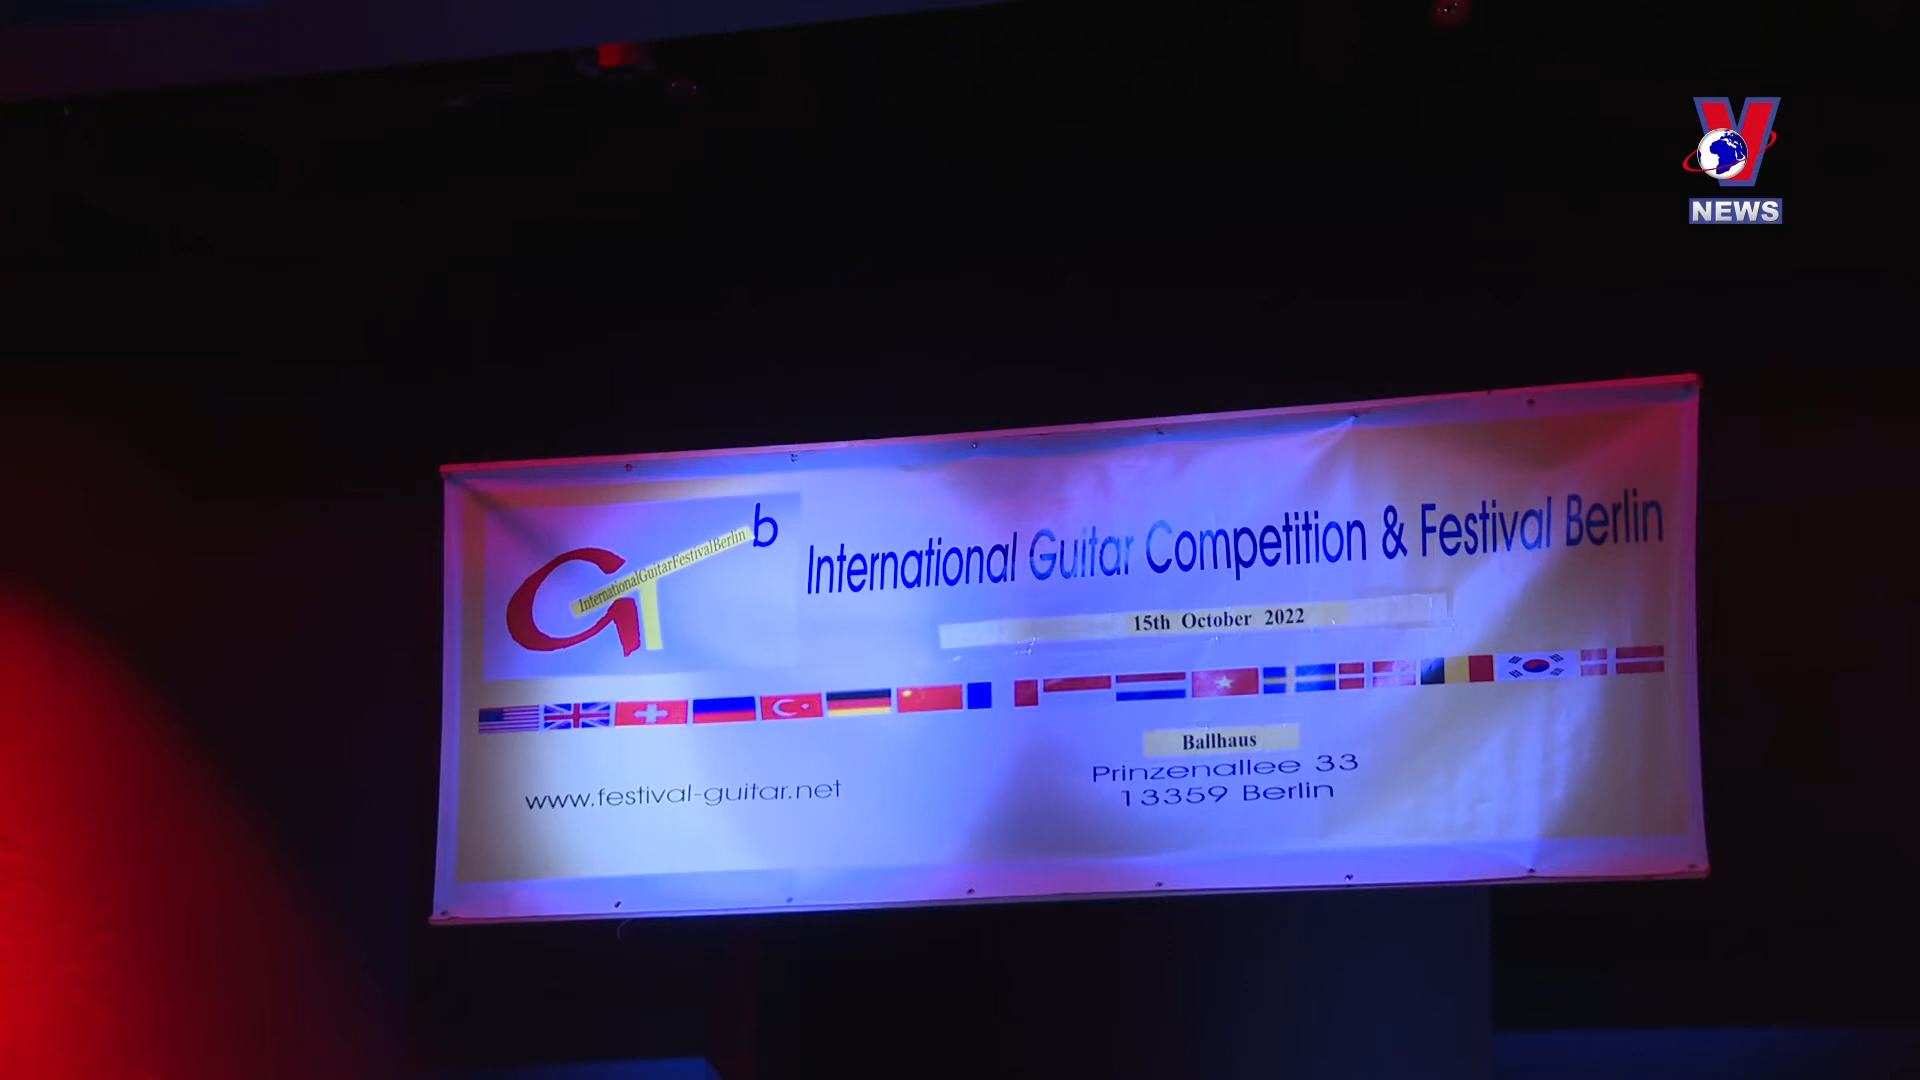 V
NEWS
b
InternationalGuitarFestivalBerlin
GT
International Guitar Competition & Festival Berlin
15th October 2022
Ballhaus
Prinzenallee 33
13359 Berlin
www.festival-guitar.net